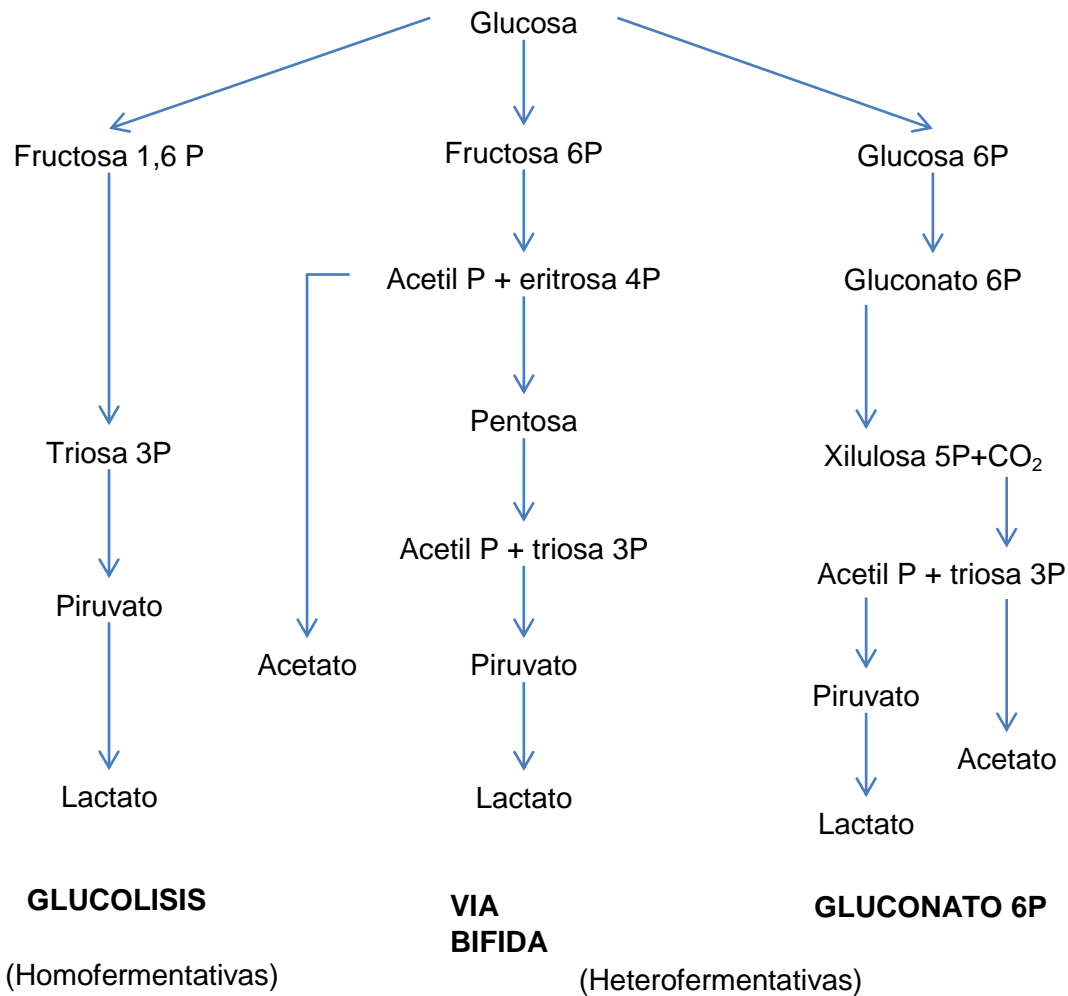 Glucosa
Fructosa 1,6 P
Fructosa 6P
Glucosa 6P
Acetil P + eritrosa 4P
Gluconato 6P
Pentosa
Triosa 3P
Xilulosa 5P+CO₂
Acetil P + triosa 3P
Acetil P + triosa 3P
Piruvato
Acetato
Piruvato
Piruvato
Acetato
Lactato
Lactato
Lactato
GLUCOLISIS
VIA
BIFIDA
GLUCONATO 6P
(Homofermentativas)
(Heterofermentativas)